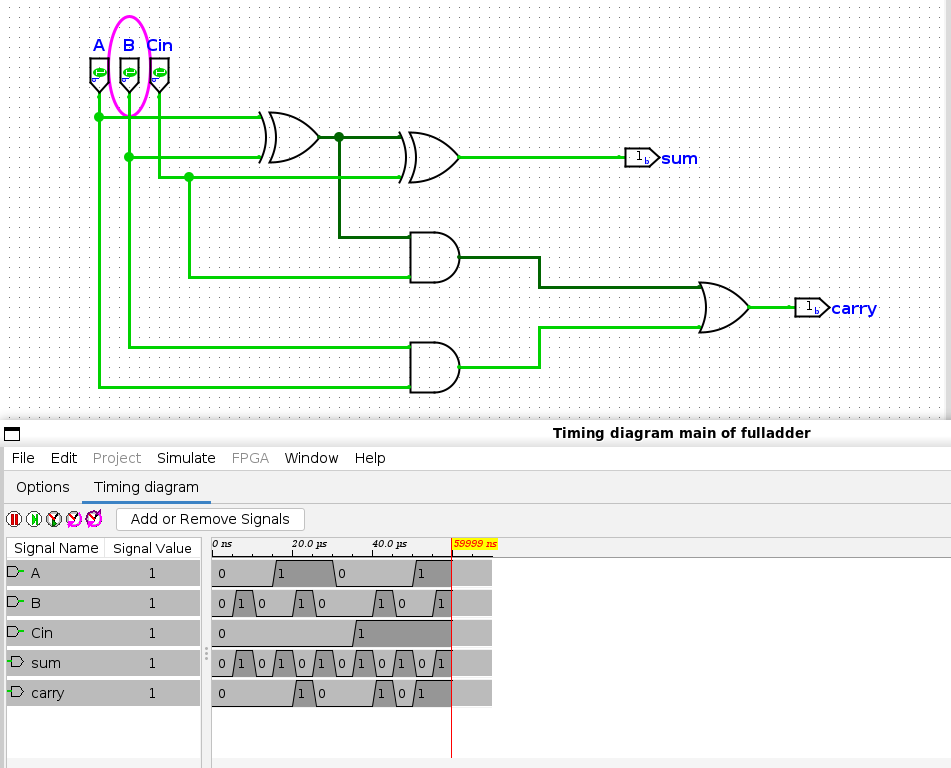 A B Cin
1b sum
1b carry
Timing diagram main of fulladder
File Edit Project Simulate FPGA Window Help
Options Timing diagram
Add or Remove Signals
Signal Name Signal Value 0 ns 20.0 µs 40.0 µs 59999 ns
A 1 0 1 0 1
B 1 0 1 0 1 0 1 0 1
Cin 1 0 1
sum 1 0 1 0 1 0 1 0 1 0 1 0 1
carry 1 0 1 0 1 0 1